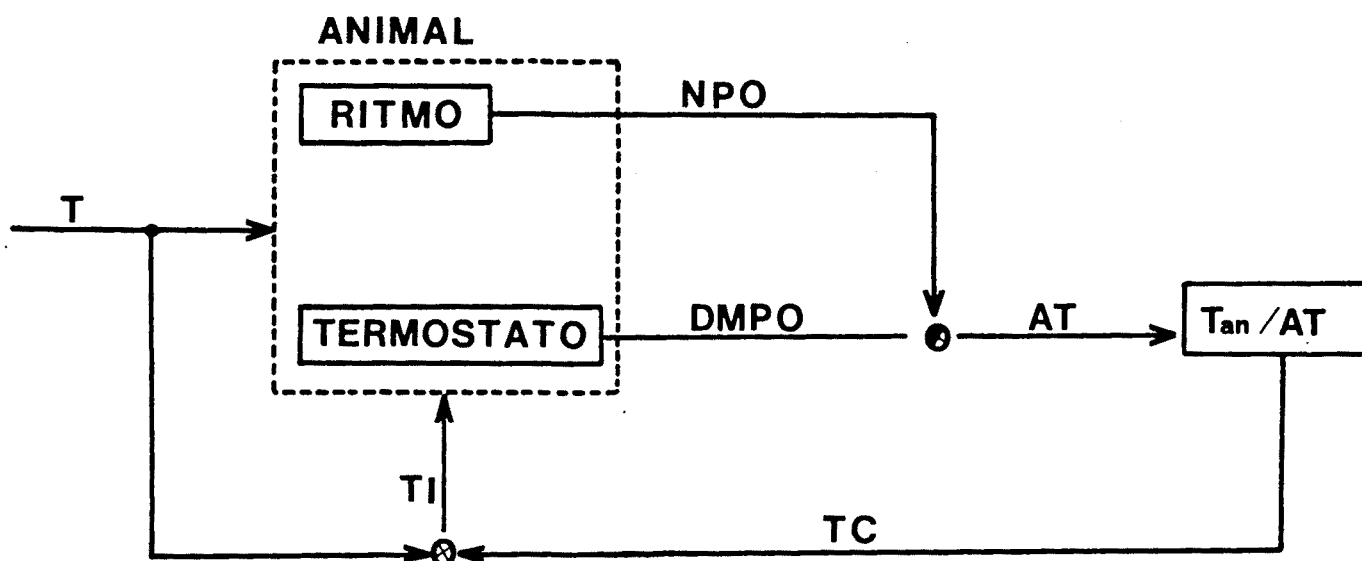 ANIMAL
RITMO
NPO
T
TERMOSTATO
DMPO
AT
Tan /AT
TI
TC